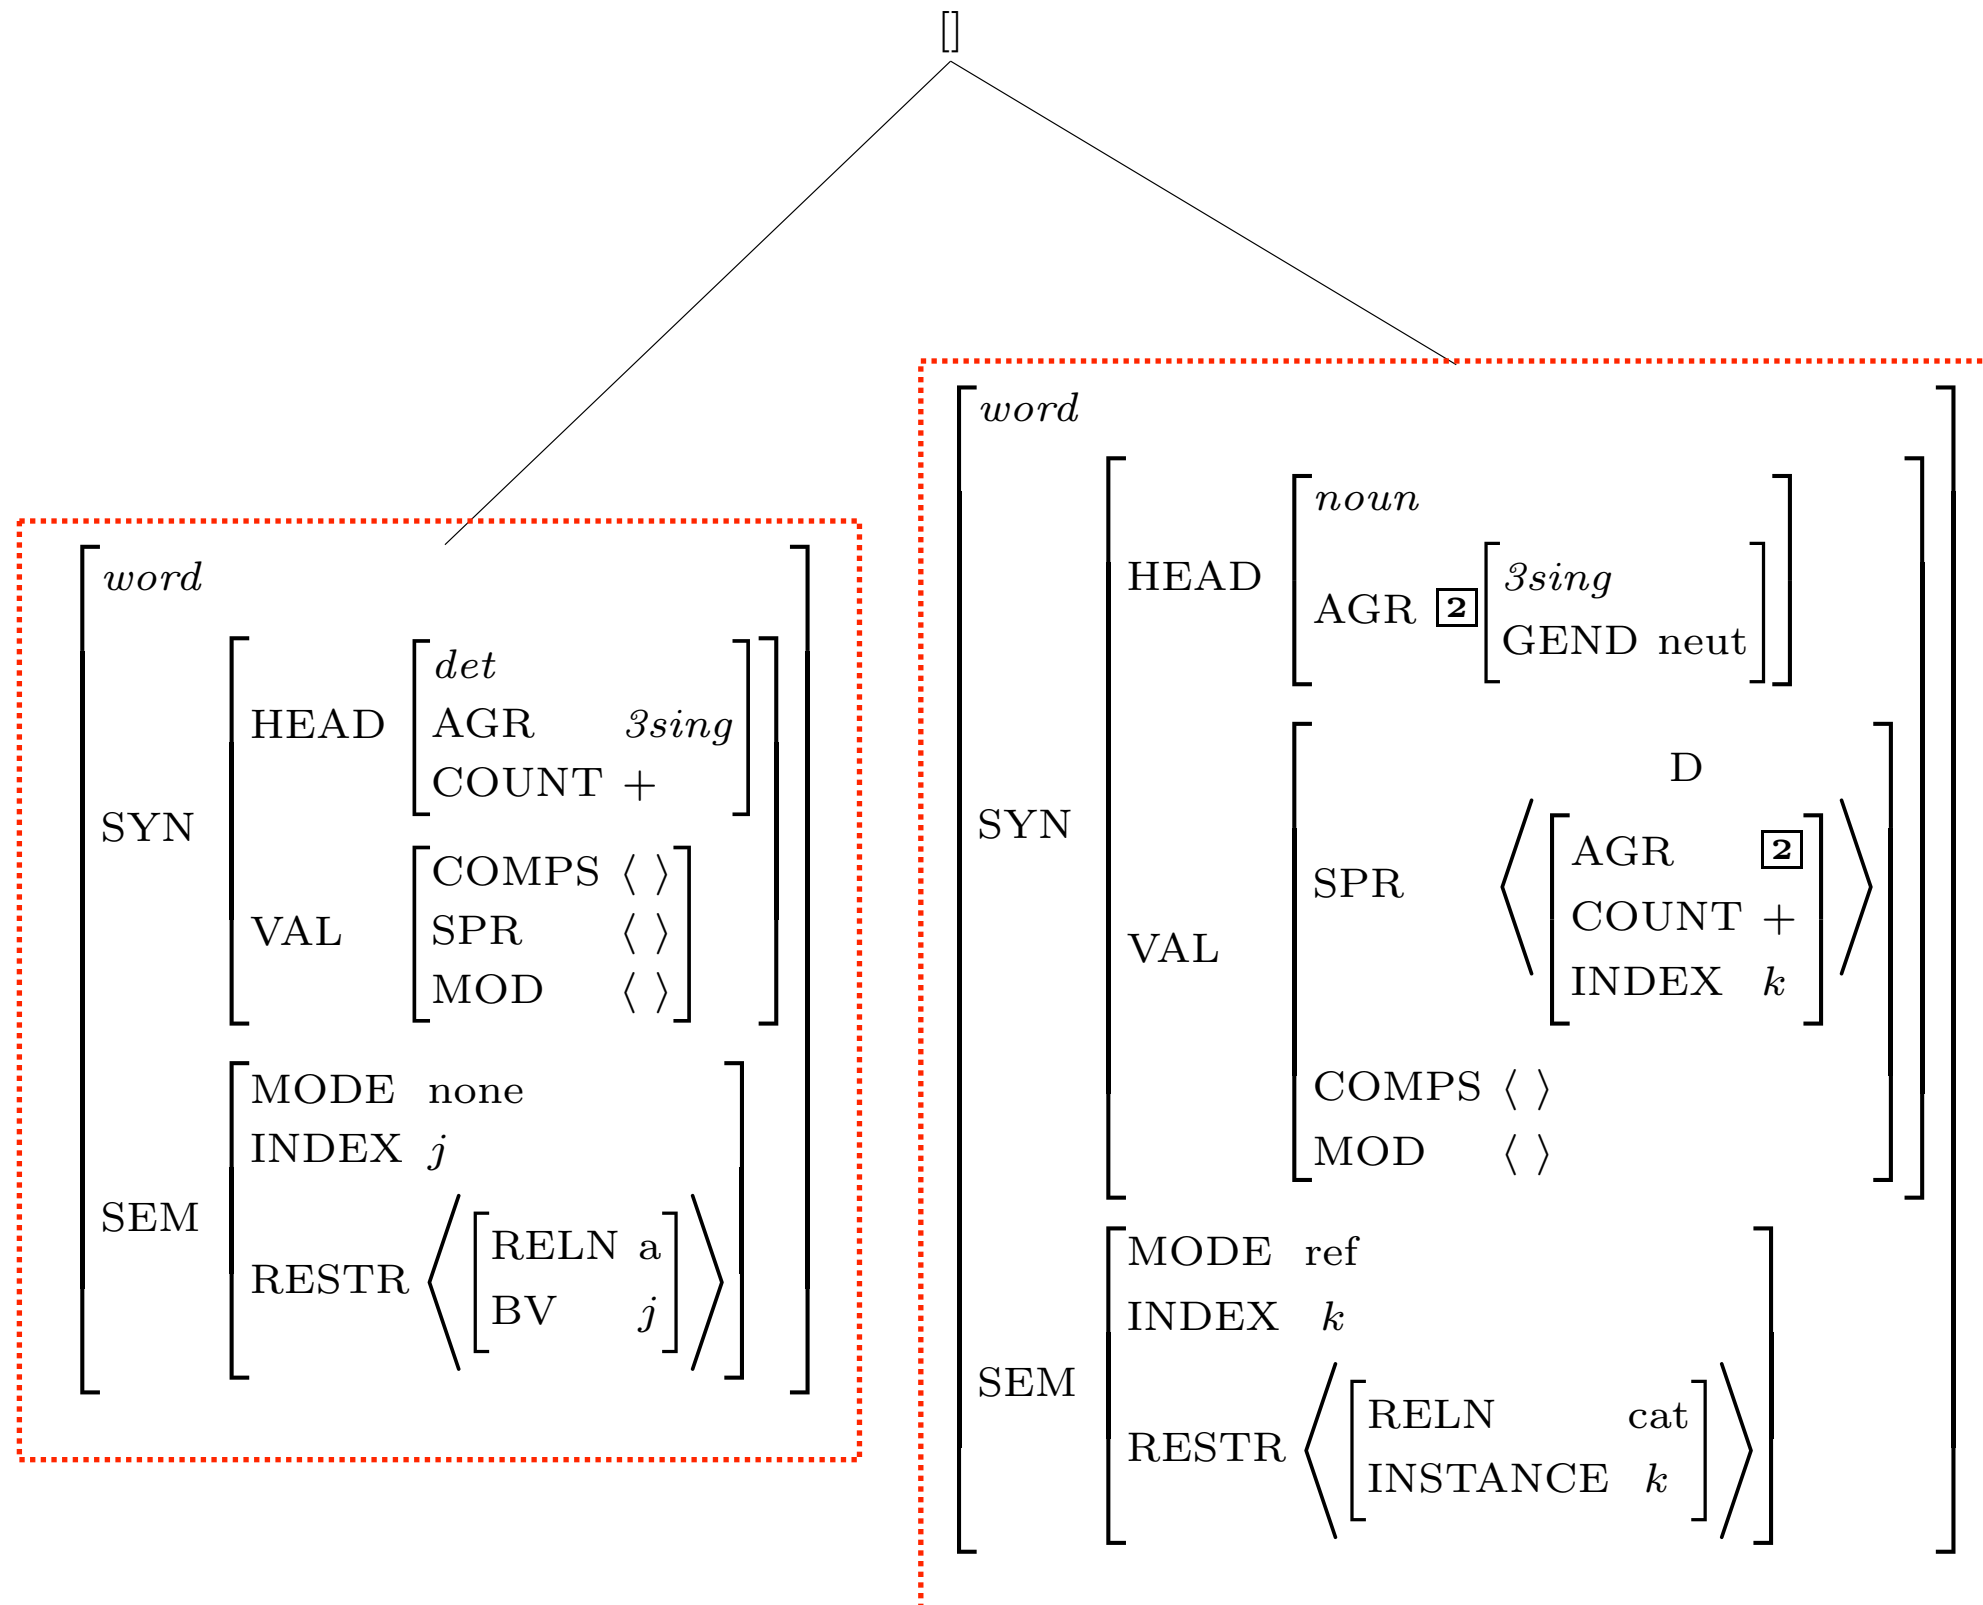 []
word
SYN
HEAD
det
AGR 3sing
COUNT +
VAL
COMPS ⟨ ⟩
SPR ⟨ ⟩
MOD ⟨ ⟩
SEM
MODE none
INDEX j
RESTR
RELN a
BV j
word
SYN
HEAD
noun
AGR 2
3sing
GEND neut
VAL
SPR
D
AGR 2
COUNT +
INDEX k
COMPS ⟨ ⟩
MOD ⟨ ⟩
SEM
MODE ref
INDEX k
RESTR
RELN cat
INSTANCE k